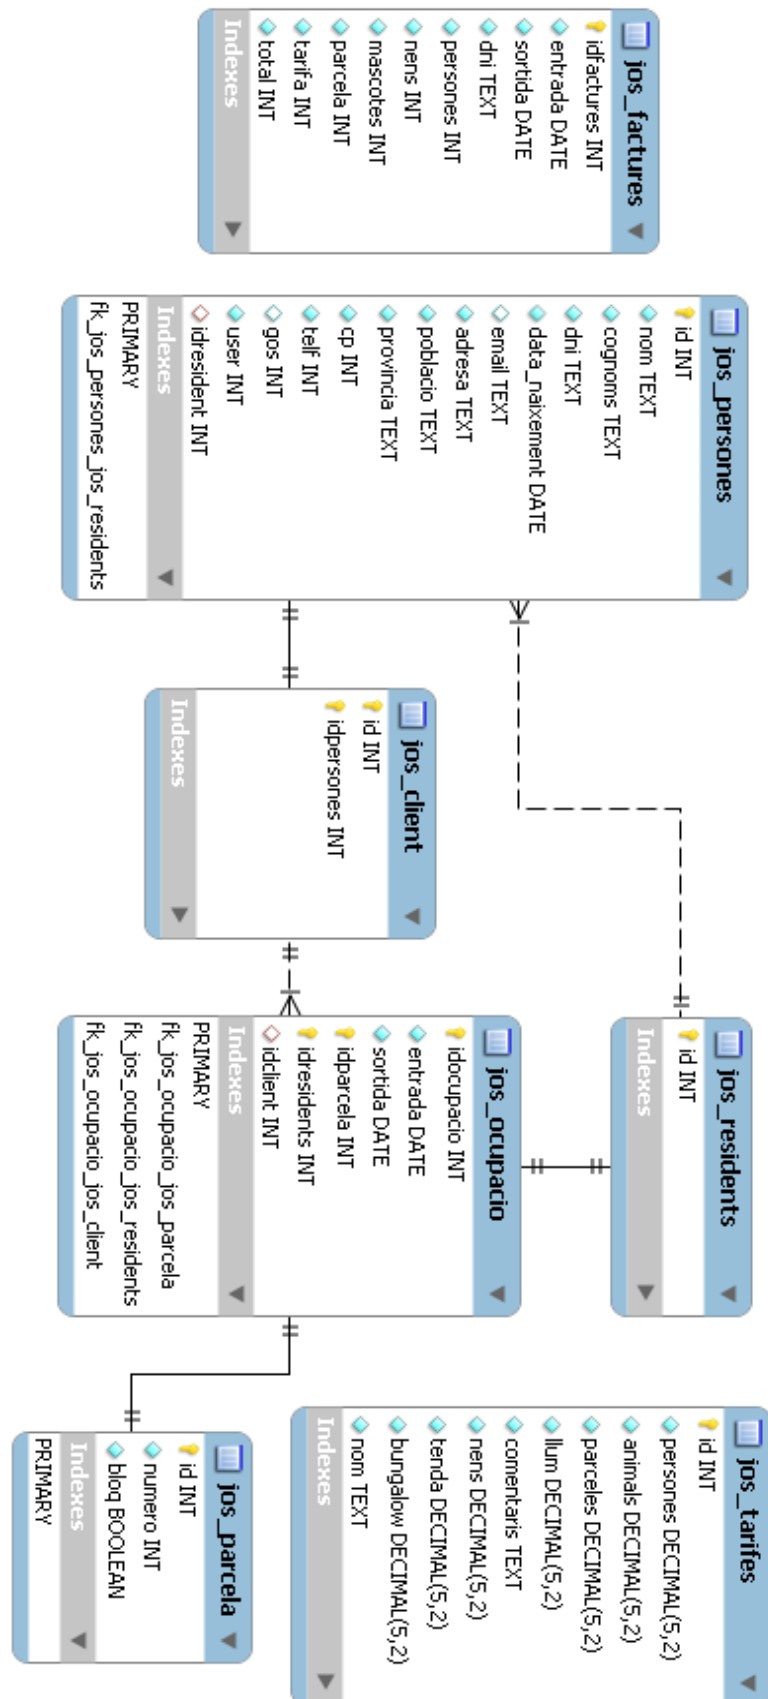 jos_factures
idfactures INT
entrada DATE
sortida DATE
dni TEXT
persones INT
nens INT
mascotes INT
parcela INT
tarifa INT
total INT
Indexes
jos_persones
id INT
nom TEXT
cognoms TEXT
dni TEXT
data_naixement DATE
email TEXT
adresa TEXT
poblacio TEXT
provincia TEXT
cp INT
telf INT
gos INT
user INT
idresident INT
Indexes
PRIMARY
fk_jos_persones_jos_residents
jos_client
id INT
idpersones INT
Indexes
jos_residents
id INT
Indexes
jos_ocupacio
idocupacio INT
entrada DATE
sortida DATE
idparcela INT
idresidents INT
idclient INT
Indexes
PRIMARY
fk_jos_ocupacio_jos_parcela
fk_jos_ocupacio_jos_residents
fk_jos_ocupacio_jos_client
jos_tarifes
id INT
persones DECIMAL(5,2)
animals DECIMAL(5,2)
parceles DECIMAL(5,2)
llum DECIMAL(5,2)
comentaris TEXT
nens DECIMAL(5,2)
tenda DECIMAL(5,2)
bungalow DECIMAL(5,2)
nom TEXT
Indexes
jos_parcela
id INT
numero INT
bloq BOOLEAN
Indexes
PRIMARY